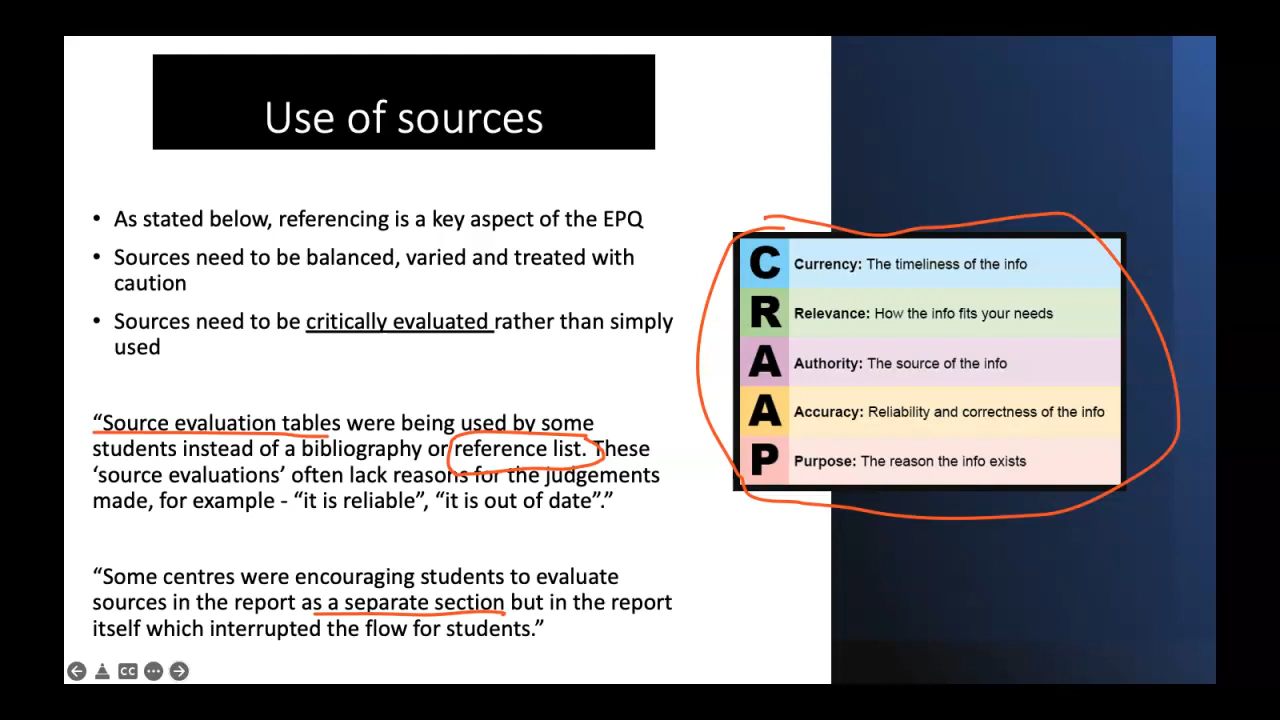 Use of sources
• As stated below, referencing is a key aspect of the EPQ
• Sources need to be balanced, varied and treated with
caution
• Sources need to be critically evaluated rather than simply
used
“Source evaluation tables were being used by some
students instead of a bibliography or reference list. These
‘source evaluations’ often lack reasons for the judgements
made, for example - “it is reliable”, “it is out of date”.”
“Some centres were encouraging students to evaluate
sources in the report as a separate section but in the report
itself which interrupted the flow for students.”
C Currency: The timeliness of the info
R Relevance: How the info fits your needs
A Authority: The source of the info
A Accuracy: Reliability and correctness of the info
P Purpose: The reason the info exists
CC